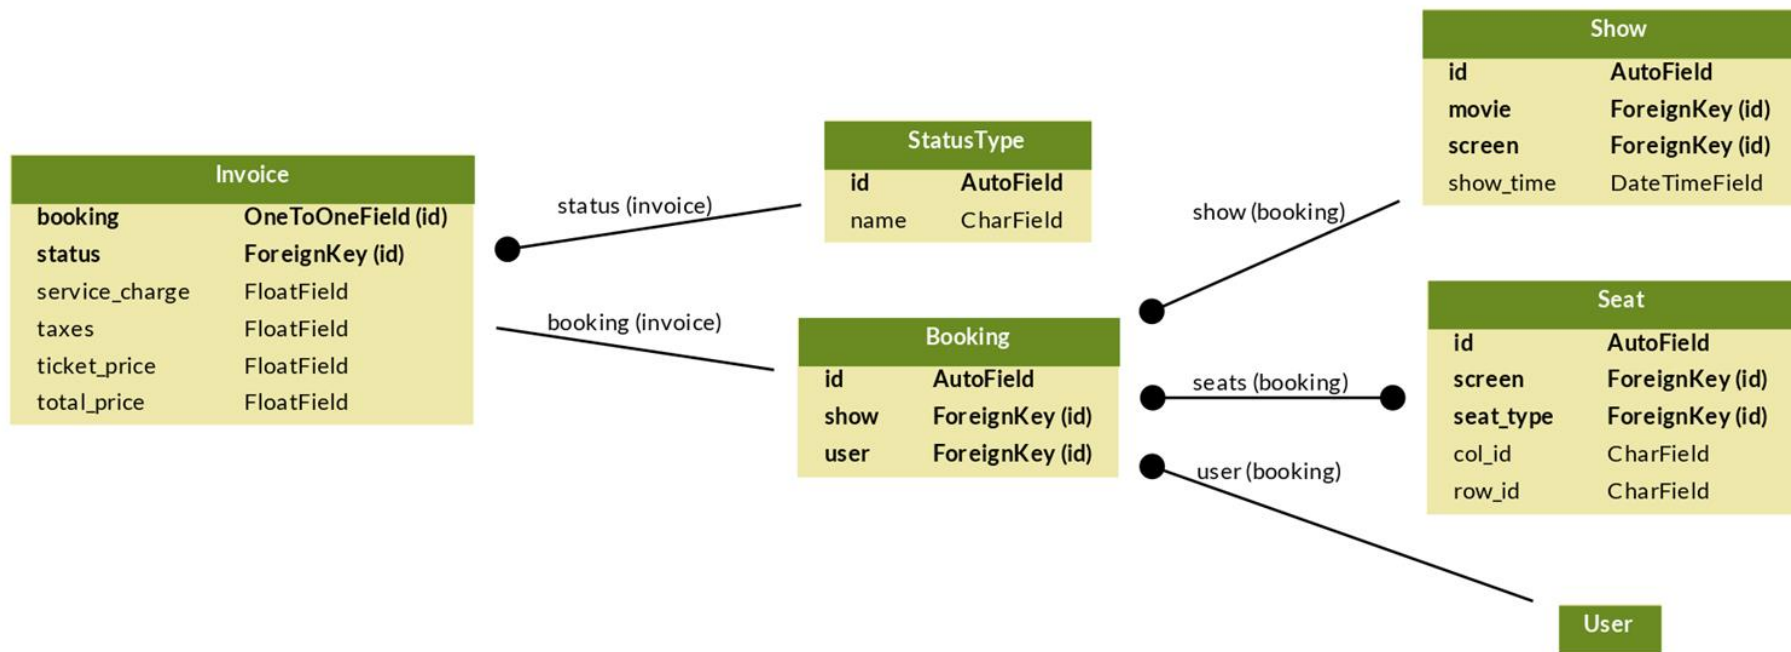 Invoice
booking OneToOneField (id)
status ForeignKey (id)
service_charge FloatField
taxes FloatField
ticket_price FloatField
total_price FloatField
status (invoice)
booking (invoice)
StatusType
id AutoField
name CharField
Booking
id AutoField
show ForeignKey (id)
user ForeignKey (id)
show (booking)
seats (booking)
user (booking)
Show
id AutoField
movie ForeignKey (id)
screen ForeignKey (id)
show_time DateTimeField
Seat
id AutoField
screen ForeignKey (id)
seat_type ForeignKey (id)
col_id CharField
row_id CharField
User